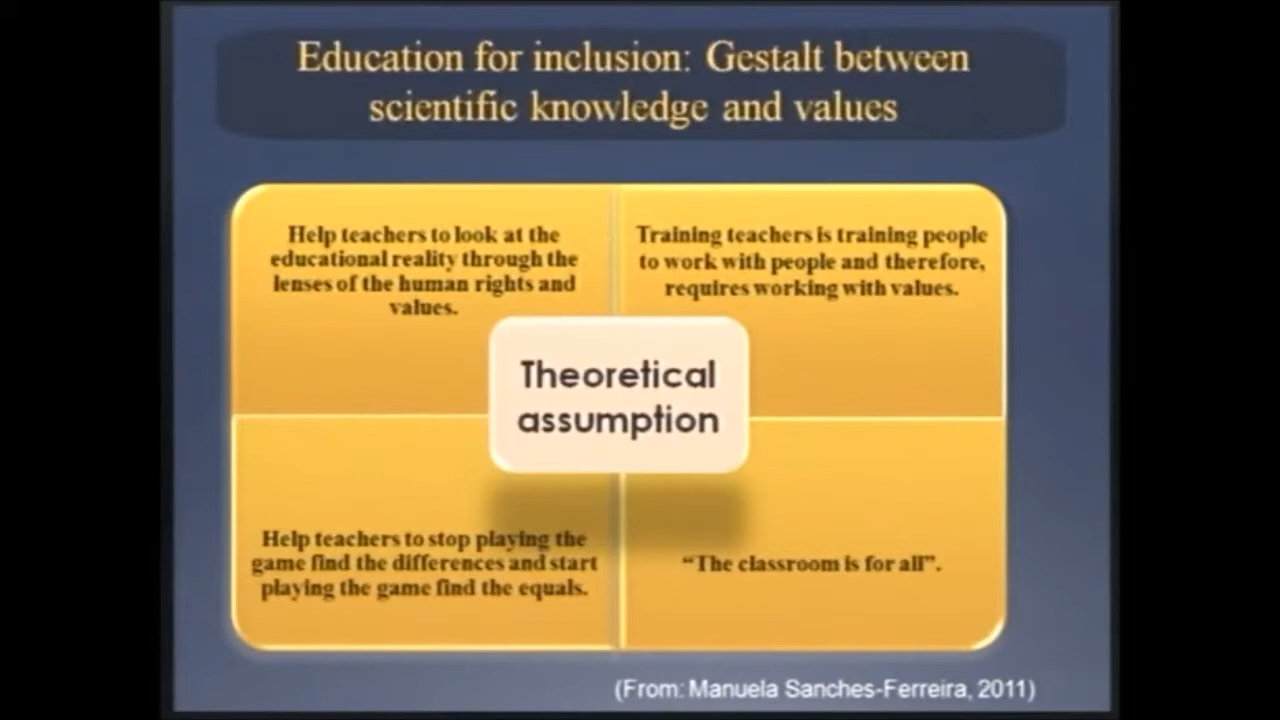 Education for inclusion: Gestalt between
scientific knowledge and values
Help teachers to look at the
educational reality through the
lenses of the human rights and
values.
Training teachers is training people
to work with people and therefore,
requires working with values.
Theoretical
assumption
Help teachers to stop playing the
game find the differences and start
playing the game find the equals.
“The classroom is for all”.
(From: Manuela Sanches-Ferreira, 2011)